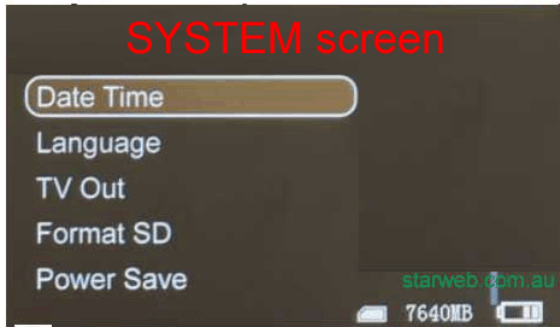 SYSTEM screen
Date Time
Language
TV Out
Format SD
Power Save
starweb.com.au
7640MB